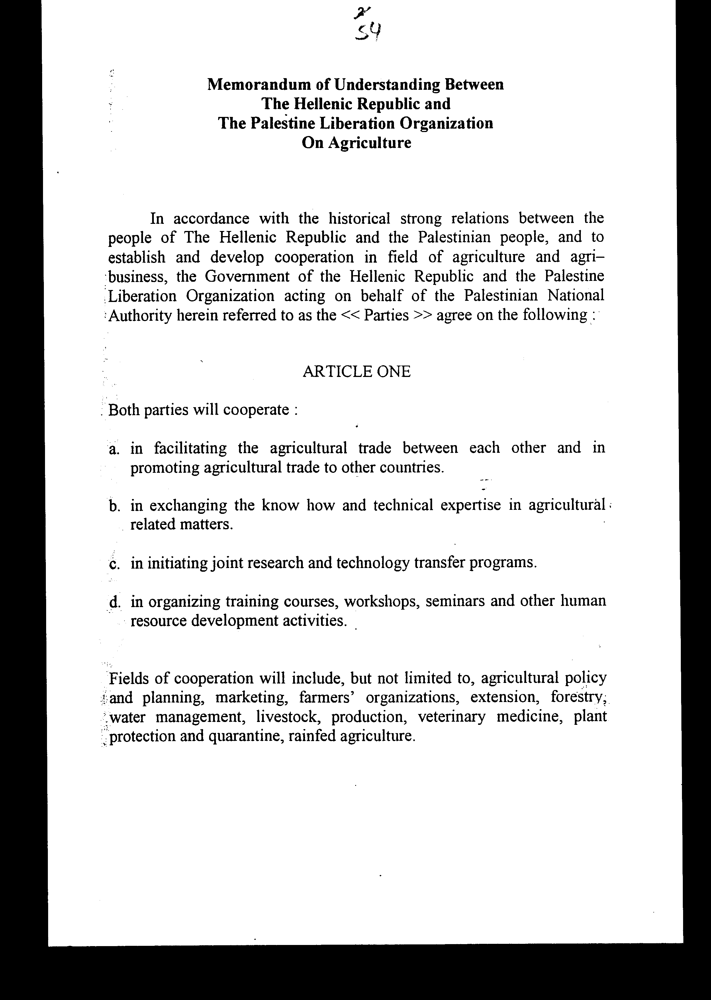 2
54
Memorandum of Understanding Between
The Hellenic Republic and
The Palestine Liberation Organization
On Agriculture
In accordance with the historical strong relations between the
people of The Hellenic Republic and the Palestinian people, and to
establish and develop cooperation in field of agriculture and agri–
business, the Government of the Hellenic Republic and the Palestine
Liberation Organization acting on behalf of the Palestinian National
Authority herein referred to as the << Parties >> agree on the following :
ARTICLE ONE
Both parties will cooperate :
a. in facilitating the agricultural trade between each other and in
promoting agricultural trade to other countries.
b. in exchanging the know how and technical expertise in agricultural
related matters.
c. in initiating joint research and technology transfer programs.
d. in organizing training courses, workshops, seminars and other human
resource development activities.
Fields of cooperation will include, but not limited to, agricultural policy
and planning, marketing, farmers’ organizations, extension, forestry,
water management, livestock, production, veterinary medicine, plant
protection and quarantine, rainfed agriculture.